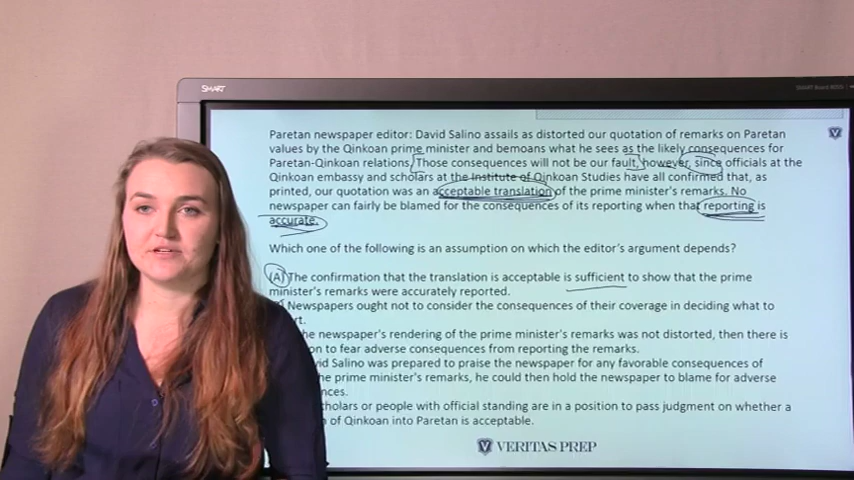 SMART
Paretan newspaper editor: David Salino assails as distorted our quotation of remarks on Paretan
values by the Qinkoan prime minister and bemoans what he sees as the likely consequences for
Paretan-Qinkoan relations. Those consequences will not be our fault, however, since officials at the
Qinkoan embassy and scholars at the Institute of Qinkoan Studies have all confirmed that, as
printed, our quotation was an acceptable translation of the prime minister's remarks. No
newspaper can fairly be blamed for the consequences of its reporting when that reporting is
accurate.
Which one of the following is an assumption on which the editor's argument depends?
(A) The confirmation that the translation is acceptable is sufficient to show that the prime
minister's remarks were accurately reported.
Newspapers ought not to consider the consequences of their coverage in deciding what to
the newspaper's rendering of the prime minister's remarks was not distorted, then there is
to fear adverse consequences from reporting the remarks.
Salino was prepared to praise the newspaper for any favorable consequences of
the prime minister's remarks, he could then hold the newspaper to blame for adverse
or people with official standing are in a position to pass judgment on whether a
of Qinkoan into Paretan is acceptable.
VERITAS PREP